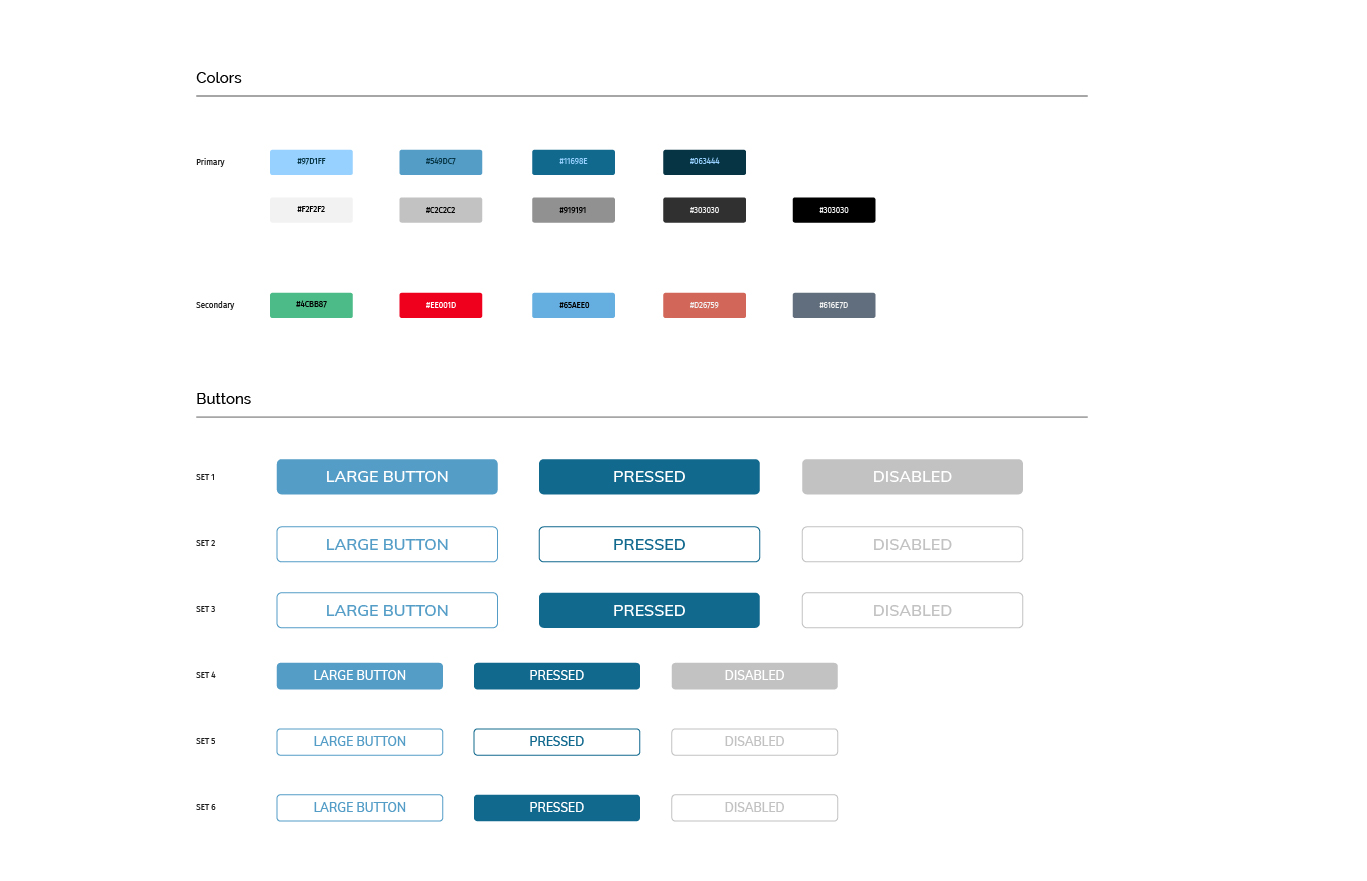 Colors
Primary #97D1FF #549DC7 #11698E #063444
#F2F2F2 #C2C2C2 #919191 #303030 #303030
Secondary #4CBB87 #EE001D #65AEE0 #D26759 #616E7D
Buttons
SET 1 LARGE BUTTON PRESSED DISABLED
SET 2 LARGE BUTTON PRESSED DISABLED
SET 3 LARGE BUTTON PRESSED DISABLED
SET 4 LARGE BUTTON PRESSED DISABLED
SET 5 LARGE BUTTON PRESSED DISABLED
SET 6 LARGE BUTTON PRESSED DISABLED